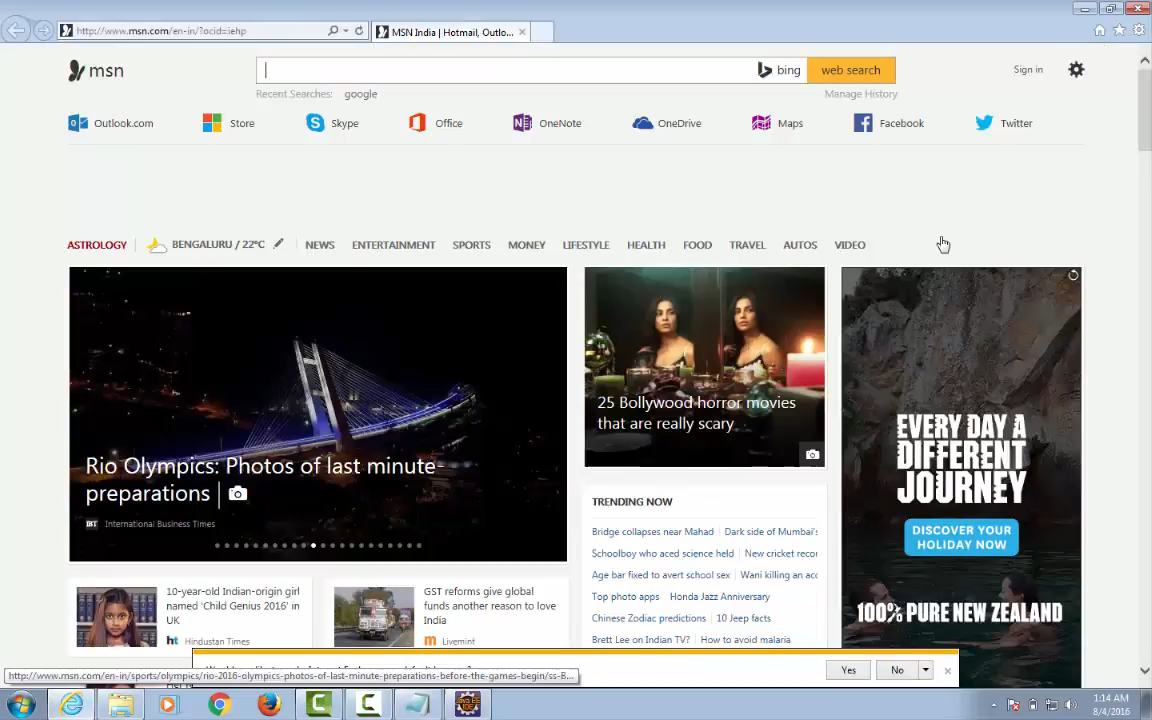 http://www.msn.com/en-in/?ocid=iehp
MSN India | Hotmail, Outlo...
msn
bing
web search
Sign in
Recent Searches: google
Manage History
Outlook.com
Store
Skype
Office
OneNote
OneDrive
Maps
Facebook
Twitter
ASTROLOGY
BENGALURU / 22°C
NEWS
ENTERTAINMENT
SPORTS
MONEY
LIFESTYLE
HEALTH
FOOD
TRAVEL
AUTOS
VIDEO
Rio Olympics: Photos of last minute-
preparations
IBT International Business Times
25 Bollywood horror movies
that are really scary
EVERY DAY A
DIFFERENT
JOURNEY
DISCOVER YOUR
HOLIDAY NOW
100% PURE NEW ZEALAND
TRENDING NOW
Bridge collapses near Mahad
Dark side of Mumbai's
Schoolboy who aced science held
New cricket recor
Age bar fixed to avert school sex
Wani killing an acc
Top photo apps
Honda Jazz Anniversary
Chinese Zodiac predictions
10 Jeep facts
Brett Lee on Indian TV?
How to avoid malaria
10-year-old Indian-origin girl
named 'Child Genius 2016' in
UK
ht Hindustan Times
GST reforms give global
funds another reason to love
India
m Livemint
Yes
No
http://www.msn.com/en-in/sports/olympics/rio-2016-olympics-photos-of-last-minute-preparations-before-the-games-begin/ss-B...
1:14 AM
8/4/2016